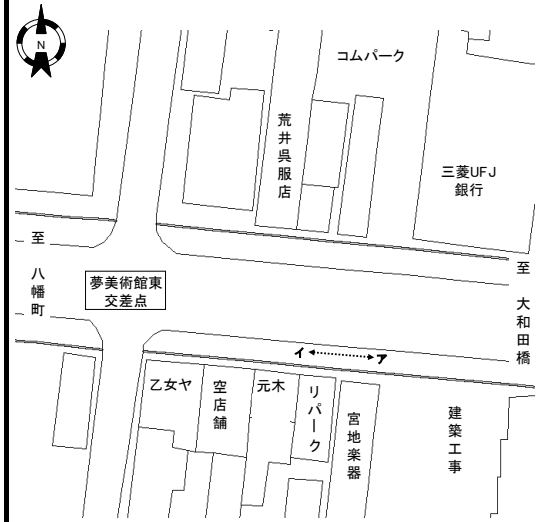 N
コムパーク
荒井呉服店
三菱UFJ
銀行
至
八幡町
夢美術館東
交差点
至
大和田橋
イ
ア
乙女ヤ
空店舗
元木
リパーク
宮地楽器
建築工事